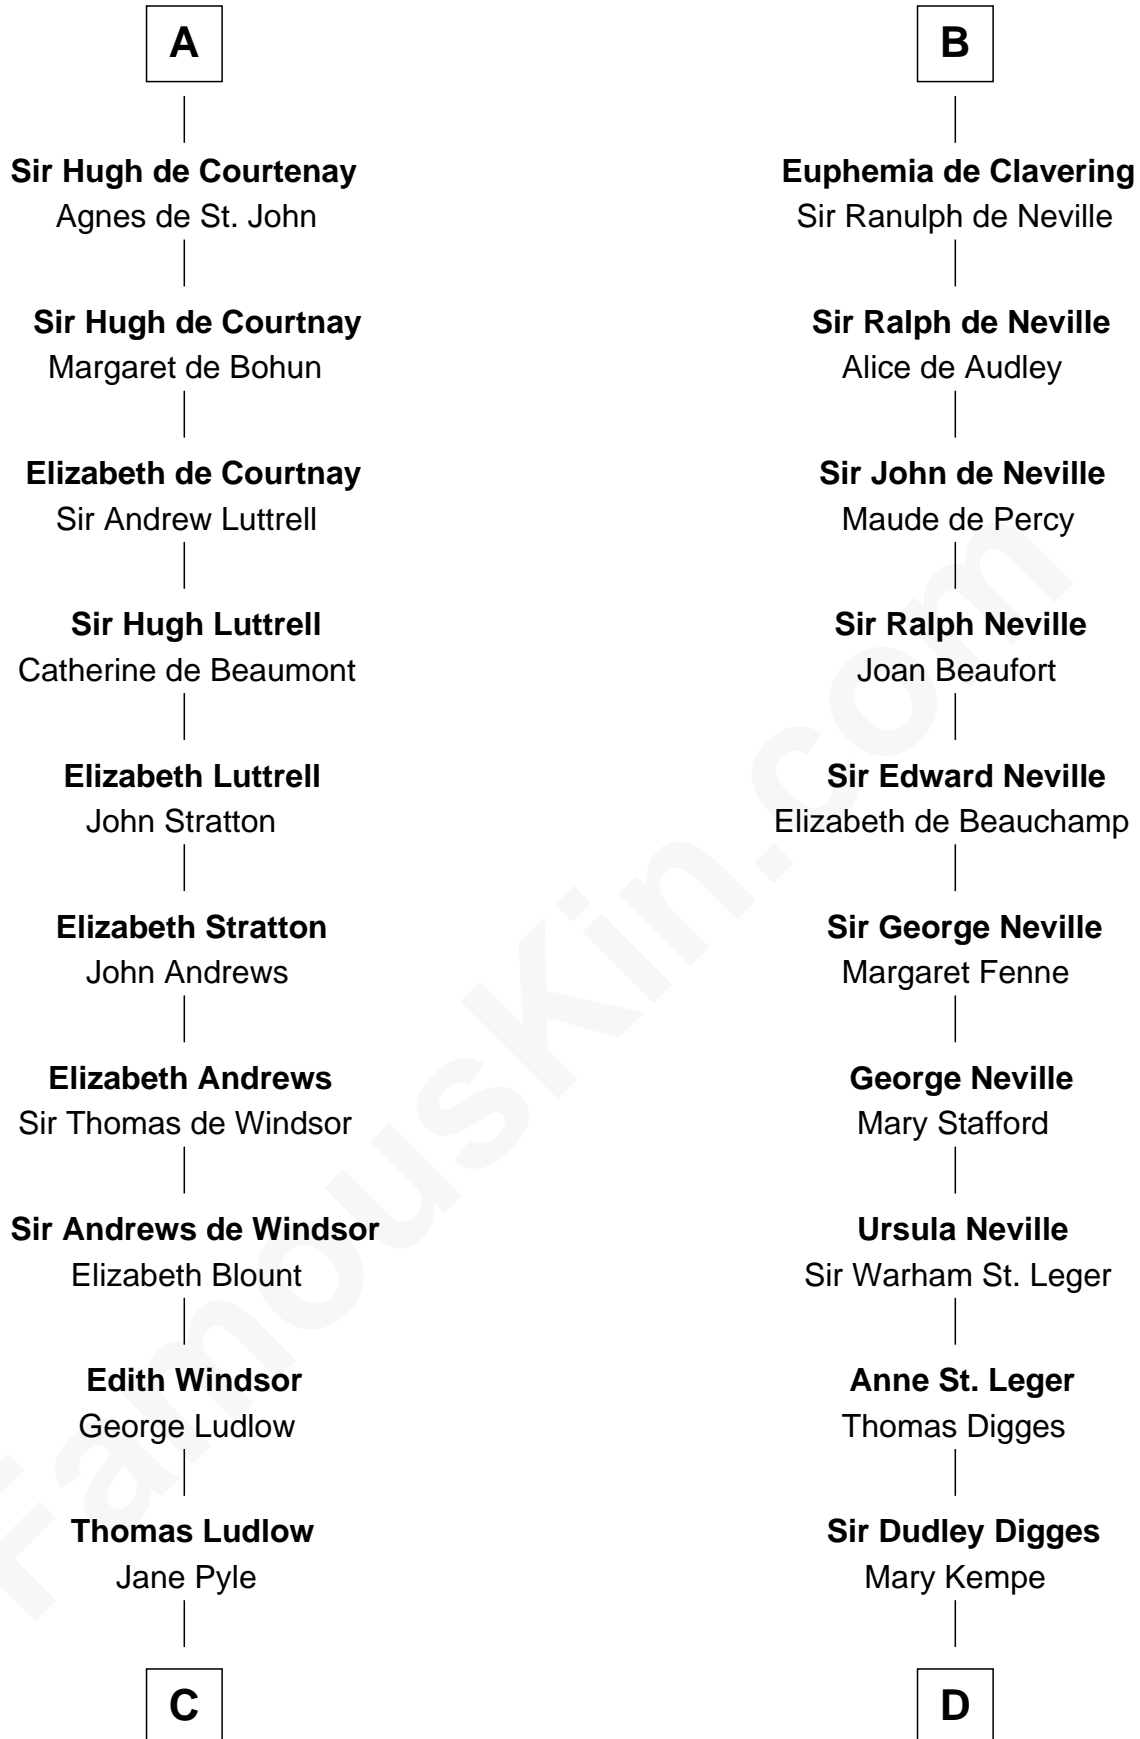 A
Sir Hugh de Courtenay
Agnes de St. John
Sir Hugh de Courtnay
Margaret de Bohun
Elizabeth de Courtnay
Sir Andrew Luttrell
Sir Hugh Luttrell
Catherine de Beaumont
Elizabeth Luttrell
John Stratton
Elizabeth Stratton
John Andrews
Elizabeth Andrews
Sir Thomas de Windsor
Sir Andrews de Windsor
Elizabeth Blount
Edith Windsor
George Ludlow
Thomas Ludlow
Jane Pyle
C
B
Euphemia de Clavering
Sir Ranulph de Neville
Sir Ralph de Neville
Alice de Audley
Sir John de Neville
Maude de Percy
Sir Ralph Neville
Joan Beaufort
Sir Edward Neville
Elizabeth de Beauchamp
Sir George Neville
Margaret Fenne
George Neville
Mary Stafford
Ursula Neville
Sir Warham St. Leger
Anne St. Leger
Thomas Digges
Sir Dudley Digges
Mary Kempe
D
FamousKin.com